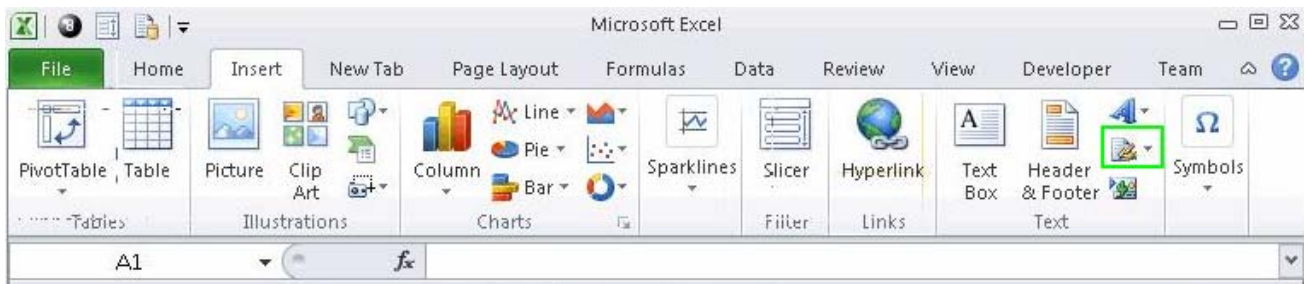 Microsoft Excel
File Home Insert New Tab Page Layout Formulas Data Review View Developer Team
PivotTable Table Picture Clip Art Column Line Pie Bar Sparklines Slicer Hyperlink A Text Box Header & Footer A Ω Symbols
Tables Illustrations Charts Filter Links Text
A1 fx